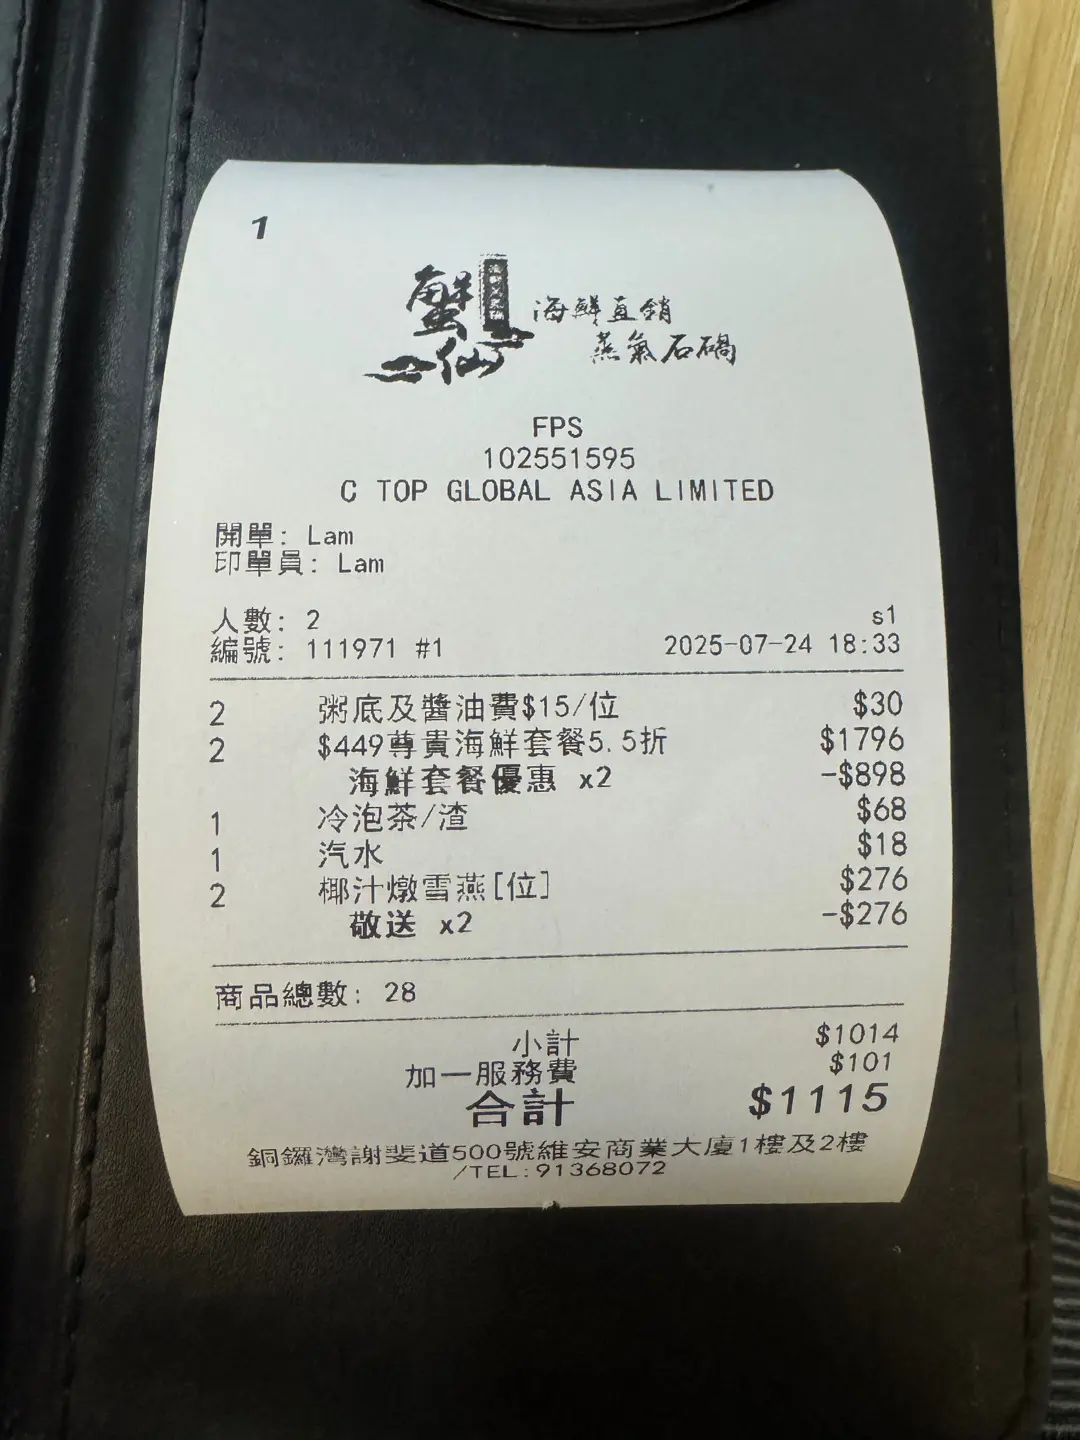 1
蟹仙
海鮮直銷
蒸氣石鍋
FPS
102551595
C TOP GLOBAL ASIA LIMITED
開單: Lam
印單員: Lam
人數: 2 s1
編號: 111971 #1 2025-07-24 18:33
2 粥底及醬油費$15/位 $30
2 $449尊貴海鮮套餐5.5折 $1796
海鮮套餐優惠 x2 -$898
1 冷泡茶/渣 $68
1 汽水 $18
2 椰汁燉雪燕[位] $276
敬送 x2 -$276
商品總數: 28
小計 $1014
加一服務費 $101
合計 $1115
銅鑼灣謝斐道500號維安商業大廈1樓及2樓
/TEL:91368072